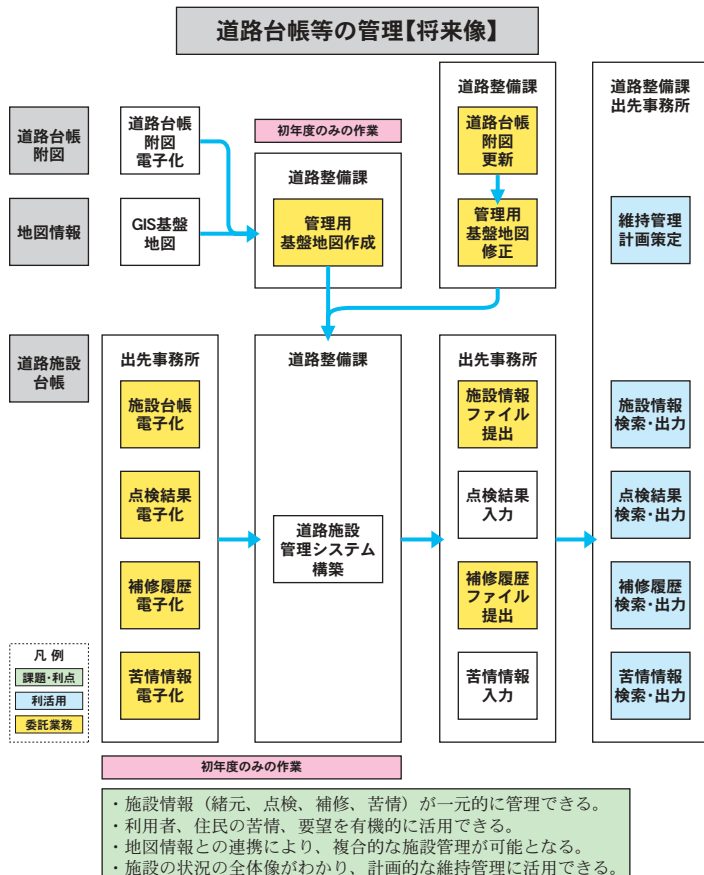 道路台帳等の管理【将来像】
道路台帳
附図
道路台帳
附図
電子化
初年度のみの作業
道路整備課
道路台帳
附図
更新
道路整備課
出先事務所
地図情報
GIS基盤
地図
道路整備課
管理用
基盤地図作成
管理用
基盤地図
修正
維持管理
計画策定
道路施設
台帳
出先事務所
施設台帳
電子化
点検結果
電子化
補修履歴
電子化
苦情情報
電子化
道路整備課
道路施設
管理システム
構築
出先事務所
施設情報
ファイル
提出
点検結果
入力
補修履歴
ファイル
提出
苦情情報
入力
施設情報
検索・出力
点検結果
検索・出力
補修履歴
検索・出力
苦情情報
検索・出力
凡例
課題・利点
利活用
委託業務
初年度のみの作業
・施設情報（緒元、点検、補修、苦情）が一元的に管理できる。
・利用者、住民の苦情、要望を有機的に活用できる。
・地図情報との連携により、複合的な施設管理が可能となる。
・施設の状況の全体像がわかり、計画的な維持管理に活用できる。